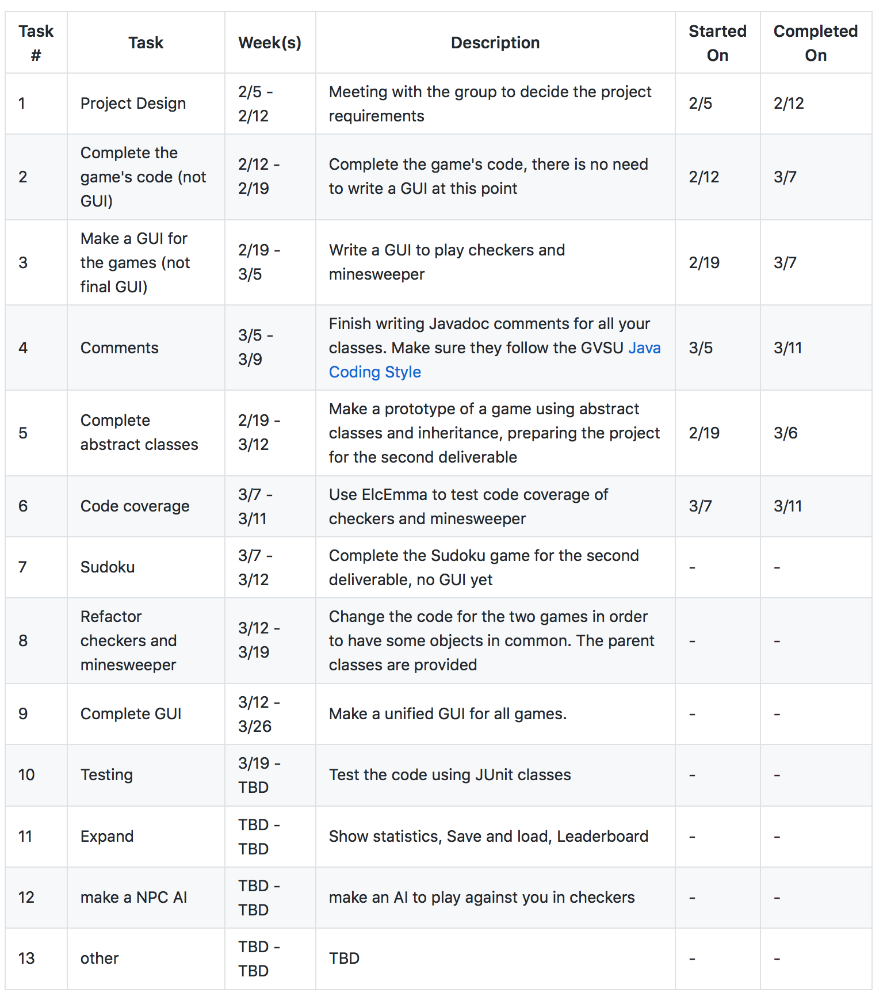 Task # Task Week(s) Description Started On Completed On
1 Project Design 2/5 - 2/12 Meeting with the group to decide the project requirements 2/5 2/12
2 Complete the game's code (not GUI) 2/12 - 2/19 Complete the game's code, there is no need to write a GUI at this point 2/12 3/7
3 Make a GUI for the games (not final GUI) 2/19 - 3/5 Write a GUI to play checkers and minesweeper 2/19 3/7
4 Comments 3/5 - 3/9 Finish writing Javadoc comments for all your classes. Make sure they follow the GVSU Java Coding Style 3/5 3/11
5 Complete abstract classes 2/19 - 3/12 Make a prototype of a game using abstract classes and inheritance, preparing the project for the second deliverable 2/19 3/6
6 Code coverage 3/7 - 3/11 Use ElcEmma to test code coverage of checkers and minesweeper 3/7 3/11
7 Sudoku 3/7 - 3/12 Complete the Sudoku game for the second deliverable, no GUI yet - -
8 Refactor checkers and minesweeper 3/12 - 3/19 Change the code for the two games in order to have some objects in common. The parent classes are provided - -
9 Complete GUI 3/12 - 3/26 Make a unified GUI for all games. - -
10 Testing 3/19 - TBD Test the code using JUnit classes - -
11 Expand TBD - TBD Show statistics, Save and load, Leaderboard - -
12 make a NPC AI TBD - TBD make an AI to play against you in checkers - -
13 other TBD - TBD TBD - -